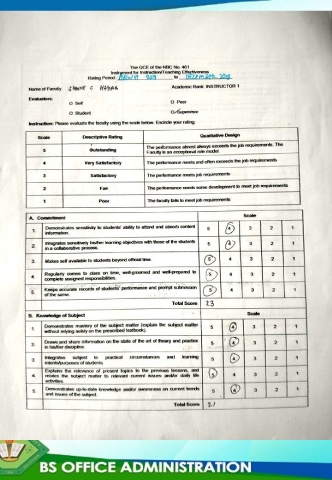 The QCE of the NBC No. 461
Instrument for Instruction/Teaching Effectiveness
Rating Period: to December 2018
Name of Faculty: Academic Rank: INSTRUCTOR 1
Evaluators:
O Self O Peer
O Student O Supervisor
Instruction: Please evaluate the faculty using the scale below. Encircle your rating.
Scale Descriptive Rating Qualitative Design
5 Outstanding The performance almost always exceeds the job requirements. The Faculty is an exceptional role model.
4 Very Satisfactory The performance meets and often exceeds the job requirements
3 Satisfactory The performance meets job requirements
2 Fair The performance needs some development to meet job requirements
1 Poor The faculty fails to meet job requirements
A. Commitment Scale
1. Demonstrates sensitivity to students' ability to attend and absorb content information. 5 4 3 2 1
2. Integrates sensitively his/her learning objectives with those of the students in a collaborative process. 5 4 3 2 1
3. Makes self available to students beyond official time 5 4 3 2 1
4. Regularly comes to class on time, well-groomed and well-prepared to complete assigned responsibilities. 5 4 3 2 1
5. Keeps accurate records of students' performance and prompt submission of the same. 5 4 3 2 1
Total Score 23
B. Knowledge of Subject Scale
1. Demonstrates mastery of the subject matter (explain the subject matter without relying solely on the prescribed textbook). 5 4 3 2 1
2. Draws and share information on the state of the art of theory and practice in his/her discipline. 5 4 3 2 1
3. Integrates subject to practical circumstances and learning intents/purposes of students. 5 4 3 2 1
4. Explains the relevance of present topics to the previous lessons, and relates the subject matter to relevant current issues and/or daily life activities. 5 4 3 2 1
5. Demonstrates up-to-date knowledge and/or awareness on current trends and issues of the subject. 5 4 3 2 1
Total Score 21
BS OFFICE ADMINISTRATION